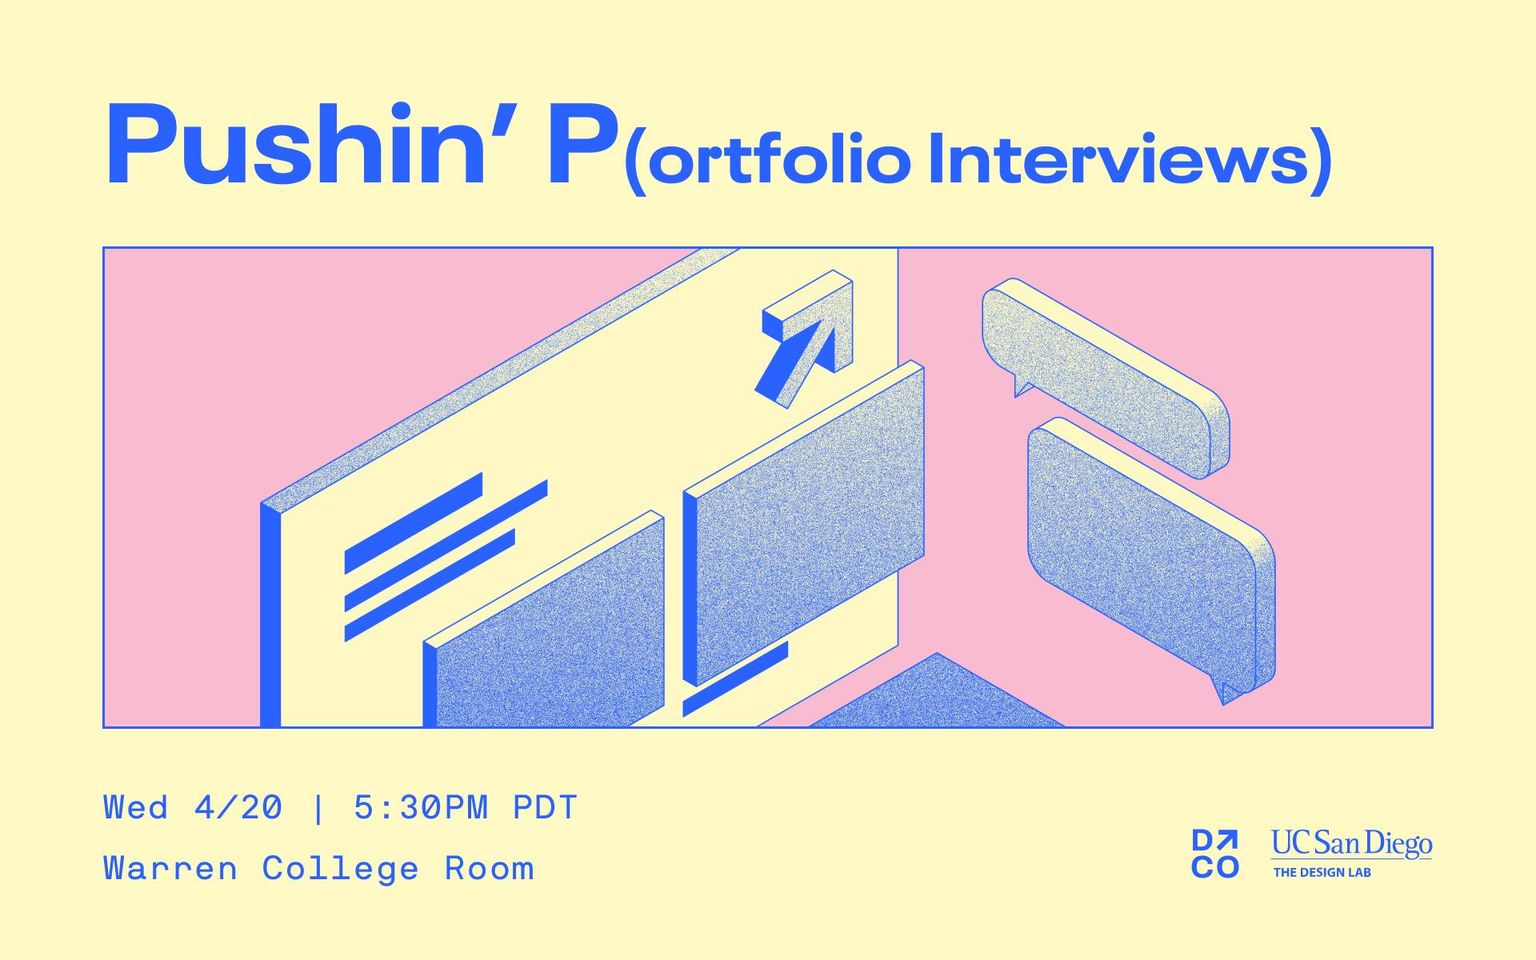 Pushin’ P(ortfolio Interviews)
Wed 4/20 | 5:30PM PDT
Warren College Room
D↗
CO
UC San Diego
THE DESIGN LAB